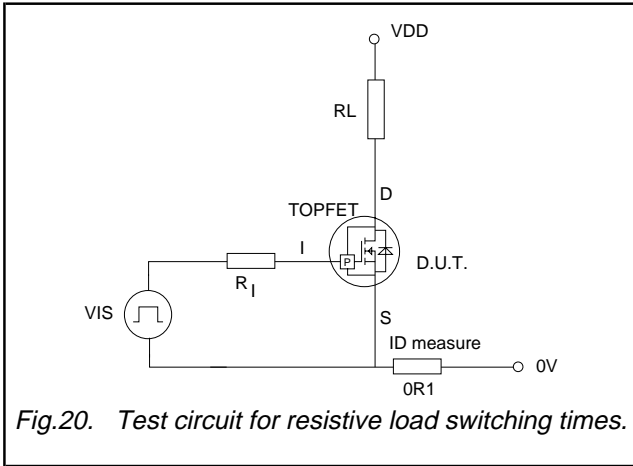 VDD
RL
D
TOPFET
I
P
D.U.T.
R I
VIS
S
ID measure
0V
0R1
Fig.20. Test circuit for resistive load switching times.